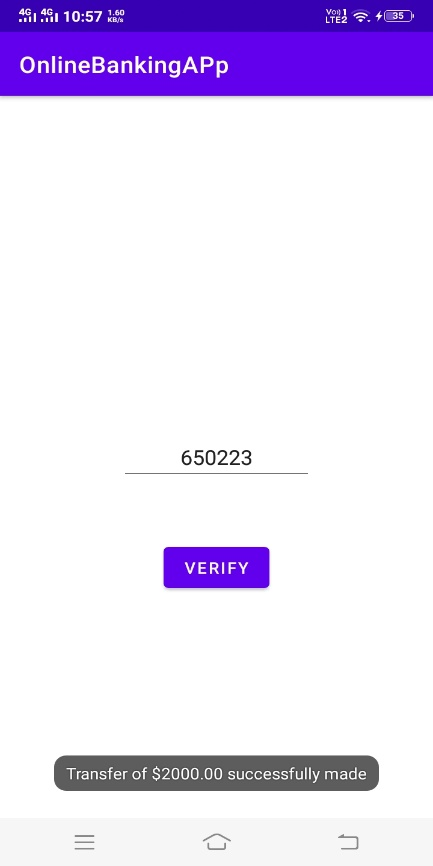 4G 4G 10:57 1.60 KB/s VoI) 1 LTE2 35
OnlineBankingAPp
650223
VERIFY
Transfer of $2000.00 successfully made